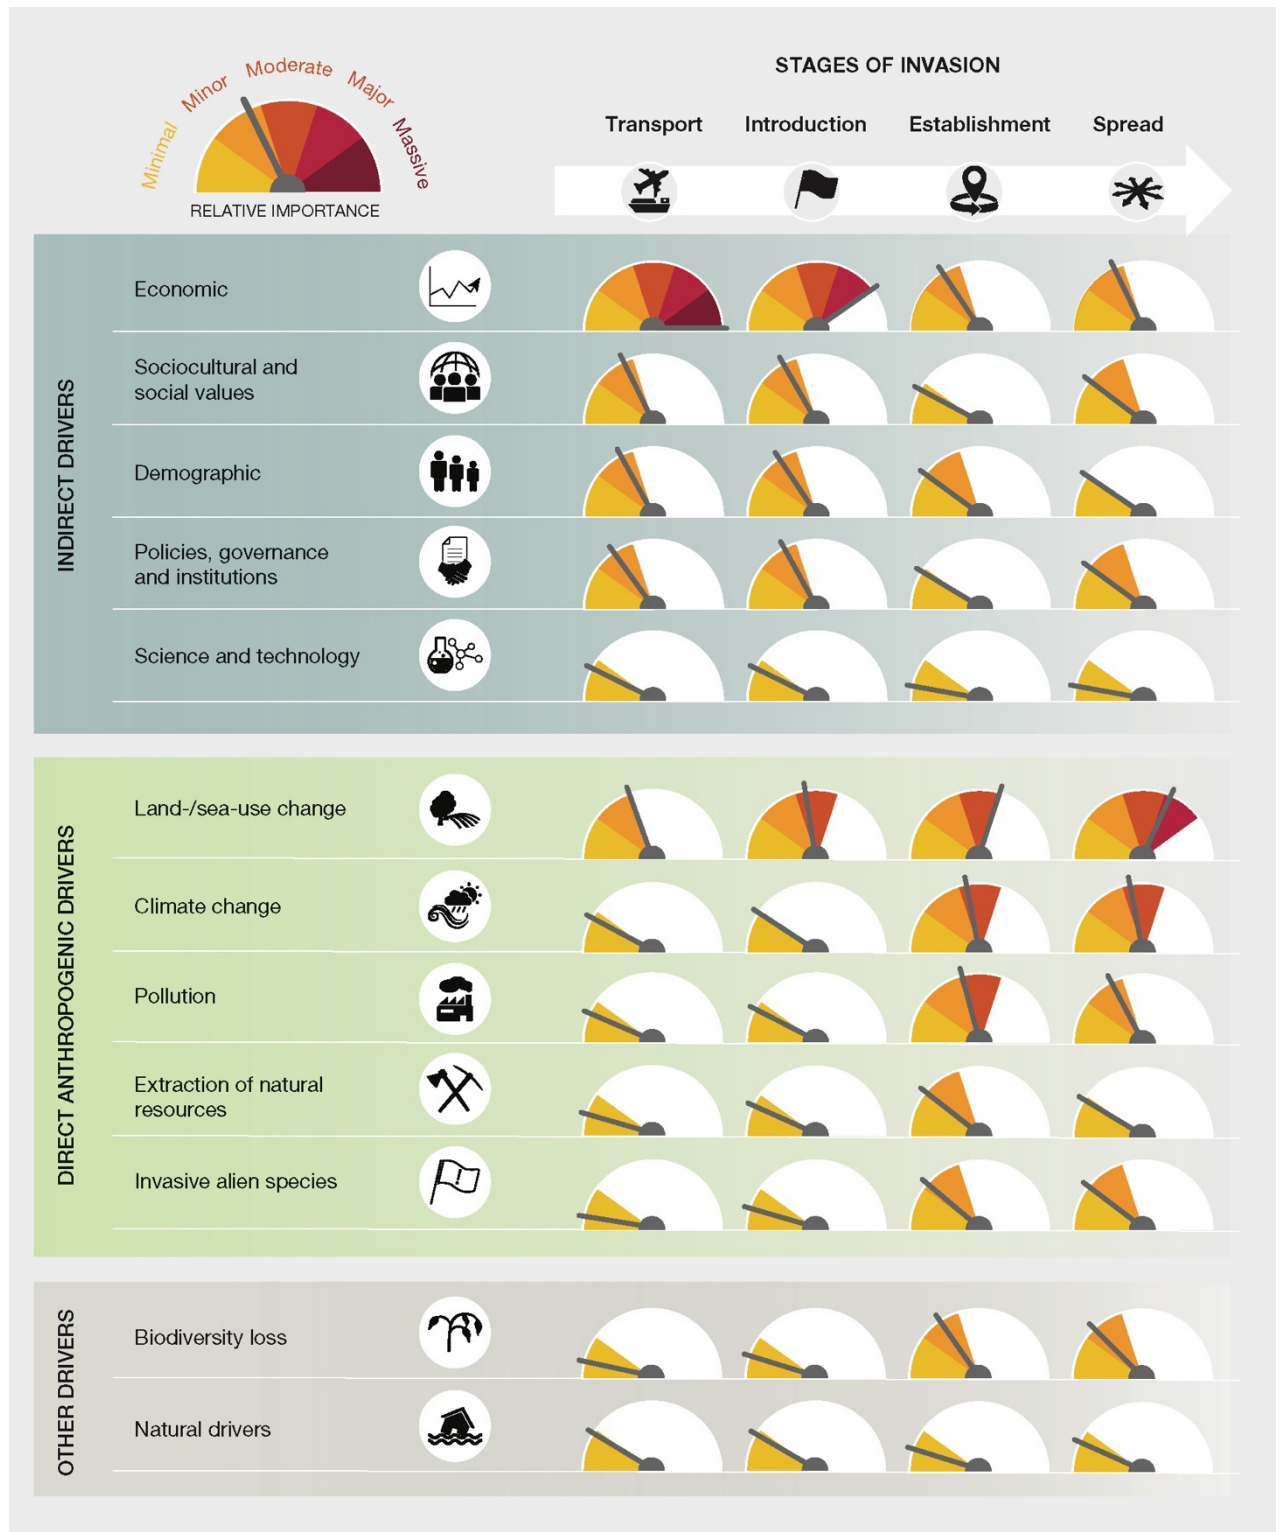 Minimal
Minor
Moderate
Major
Massive
RELATIVE IMPORTANCE
STAGES OF INVASION
Transport
Introduction
Establishment
Spread
INDIRECT DRIVERS
Economic
Sociocultural and
social values
Demographic
Policies, governance
and institutions
Science and technology
DIRECT ANTHROPOGENIC DRIVERS
Land-/sea-use change
Climate change
Pollution
Extraction of natural
resources
Invasive alien species
OTHER DRIVERS
Biodiversity loss
Natural drivers